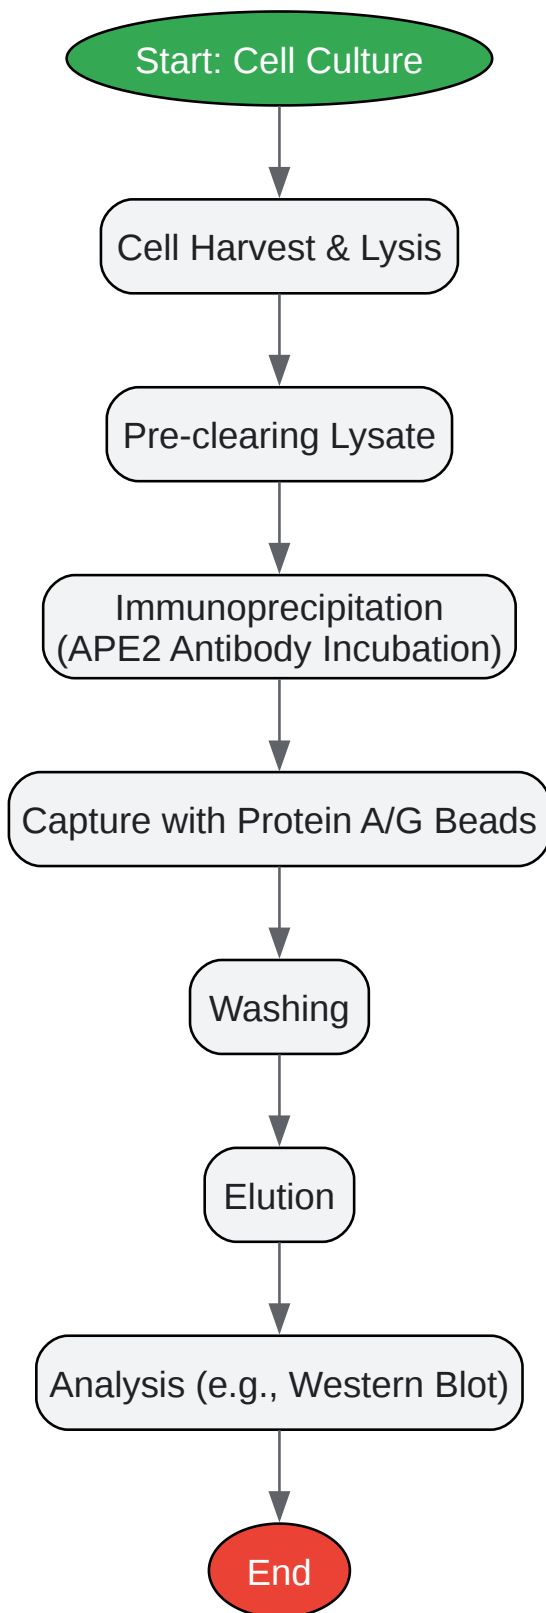 Start: Cell Culture
Cell Harvest & Lysis
Pre-clearing Lysate
Immunoprecipitation
(APE2 Antibody Incubation)
Capture with Protein A/G Beads
Washing
Elution
Analysis (e.g., Western Blot)
End